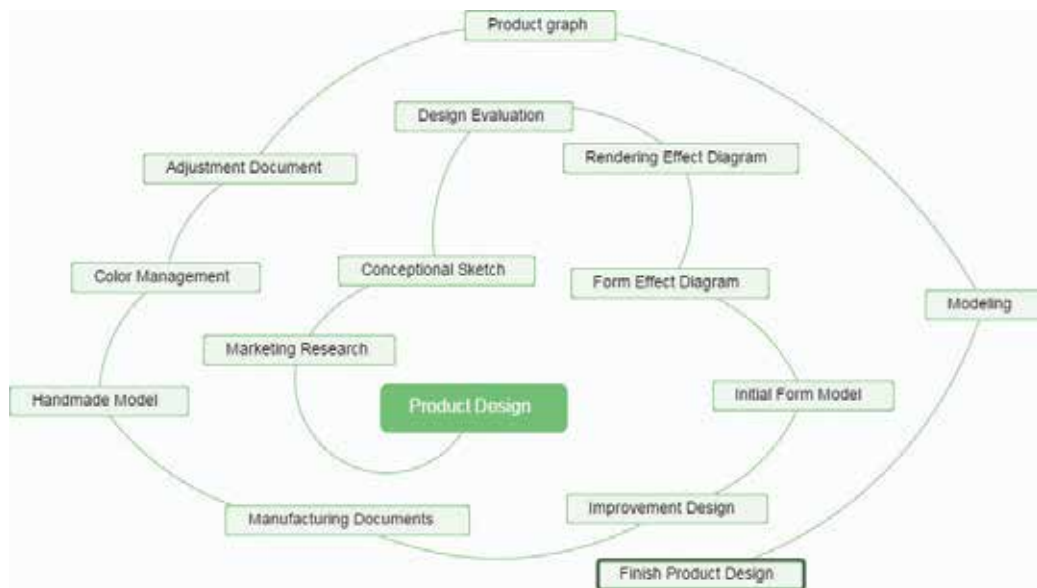 Product graph
Design Evaluation
Rendering Effect Diagram
Adjustment Document
Conceptional Sketch
Color Management
Form Effect Diagram
Modeling
Marketing Research
Handmade Model
Product Design
Initial Form Model
Improvement Design
Manufacturing Documents
Finish Product Design